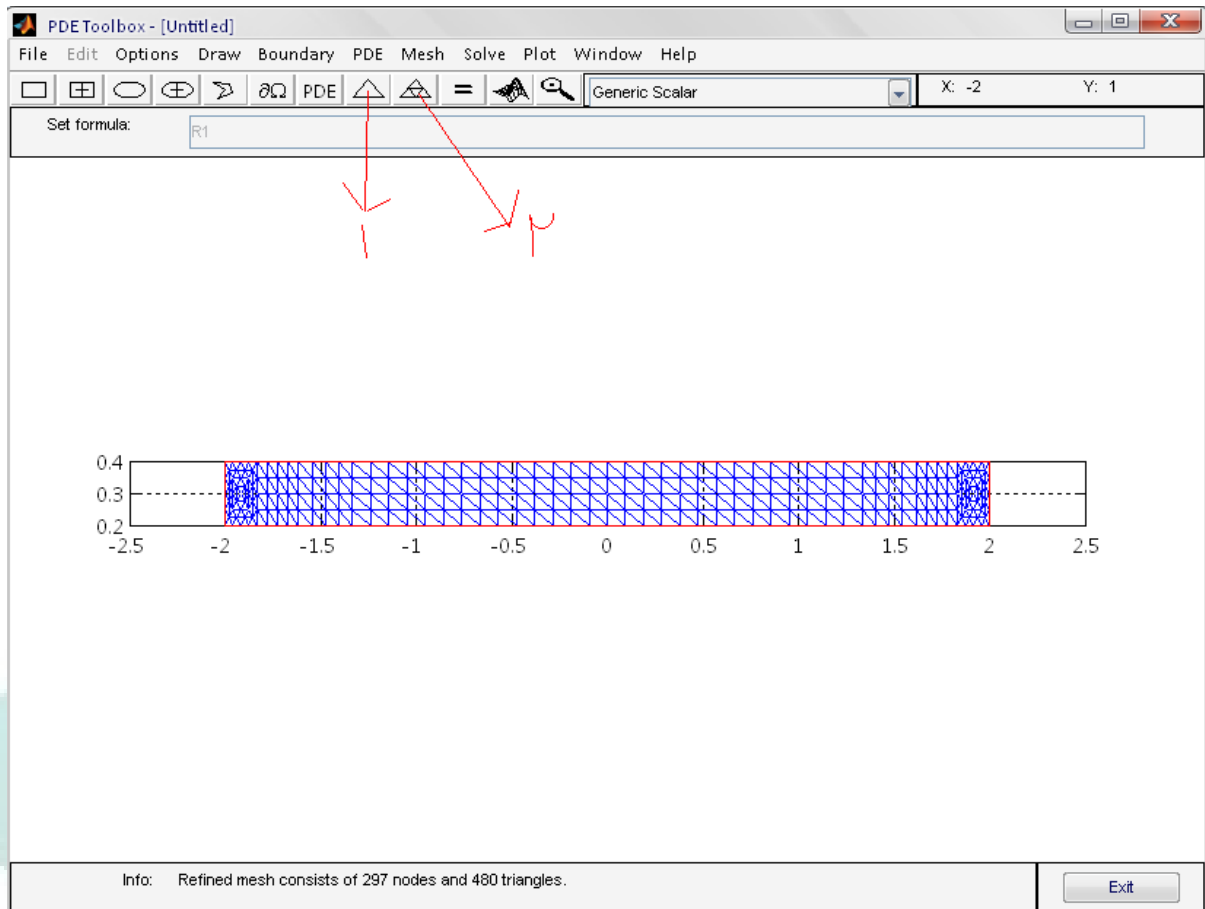 PDE Toolbox - [Untitled]
File Edit Options Draw Boundary PDE Mesh Solve Plot Window Help
∂Ω PDE = Generic Scalar X: -2 Y: 1
Set formula: R1
0.4
0.3
0.2
-2.5 -2 -1.5 -1 -0.5 0 0.5 1 1.5 2 2.5
Info: Refined mesh consists of 297 nodes and 480 triangles.
Exit